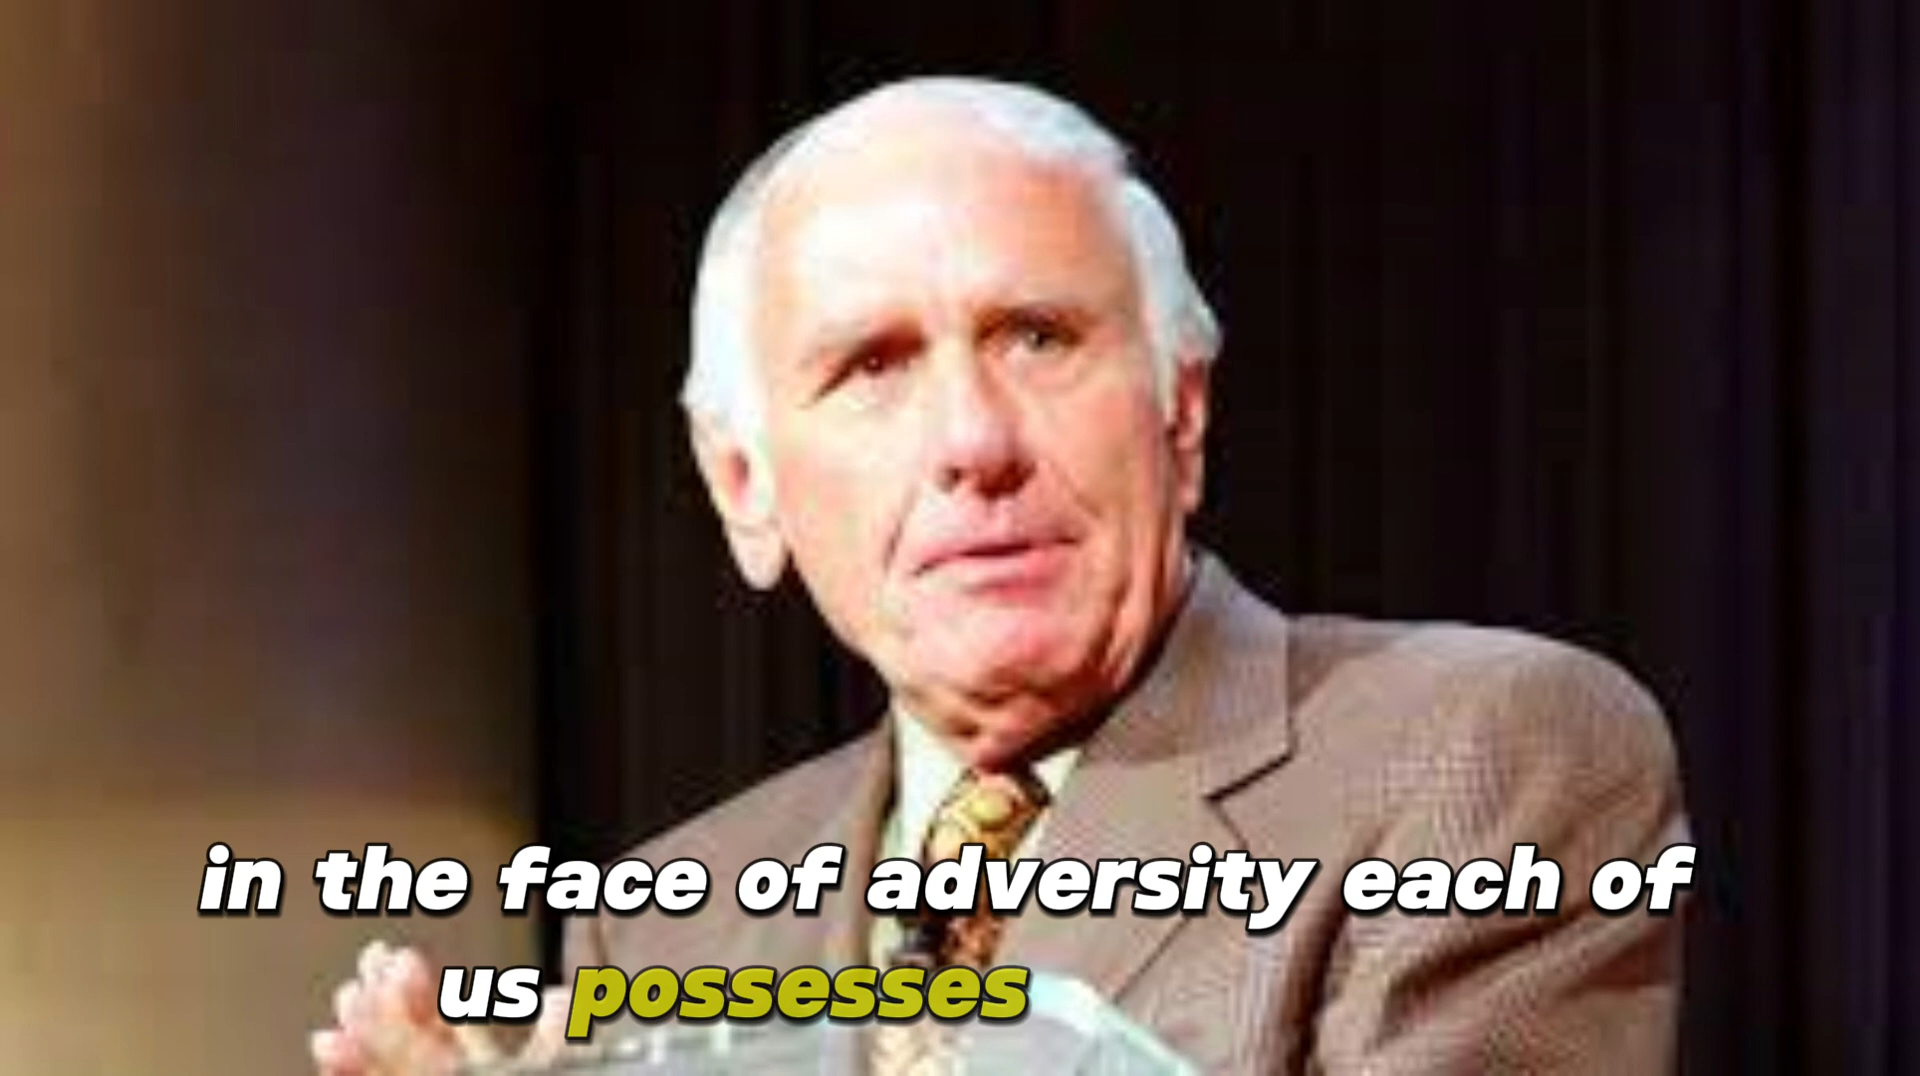 in the face of adversity each of
us possesses